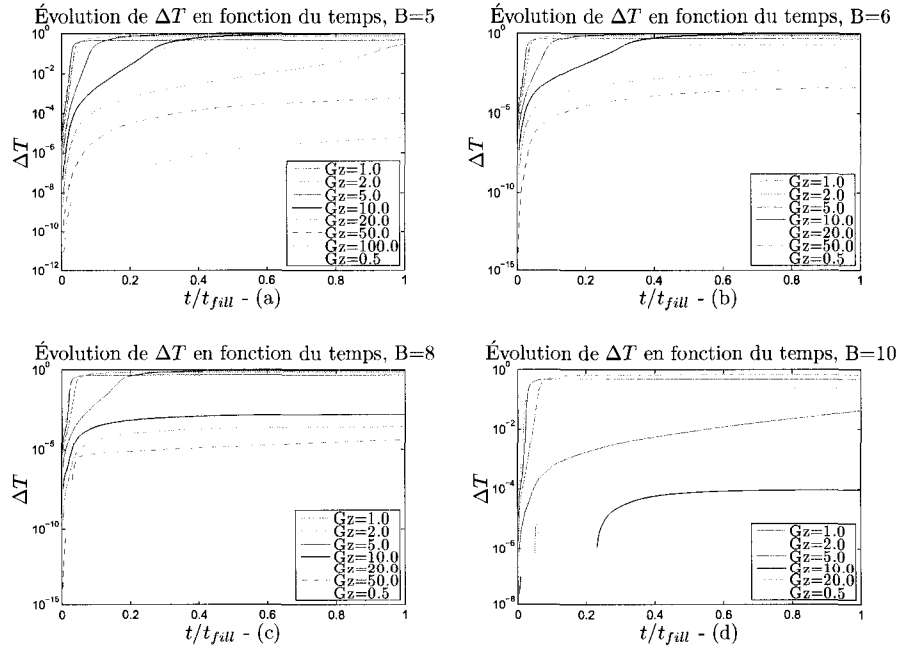 Évolution de ΔT en fonction du temps, B=5
10^0
10^-2
10^-4
10^-6
10^-8
10^-10
10^-12
ΔT
Gz=1.0
Gz=2.0
Gz=5.0
Gz=10.0
Gz=20.0
Gz=50.0
Gz=100.0
Gz=0.5
0 0.2 0.4 0.6 0.8 1
t/t_fill - (a)
Évolution de ΔT en fonction du temps, B=6
10^0
10^-5
10^-10
10^-15
ΔT
Gz=1.0
Gz=2.0
Gz=5.0
Gz=10.0
Gz=20.0
Gz=50.0
Gz=0.5
0 0.2 0.4 0.6 0.8 1
t/t_fill - (b)
Évolution de ΔT en fonction du temps, B=8
10^0
10^-5
10^-10
10^-15
ΔT
Gz=1.0
Gz=2.0
Gz=5.0
Gz=10.0
Gz=20.0
Gz=50.0
Gz=0.5
0 0.2 0.4 0.6 0.8 1
t/t_fill - (c)
Évolution de ΔT en fonction du temps, B=10
10^0
10^-2
10^-4
10^-6
10^-8
ΔT
Gz=1.0
Gz=2.0
Gz=5.0
Gz=10.0
Gz=20.0
Gz=0.5
0 0.2 0.4 0.6 0.8 1
t/t_fill - (d)